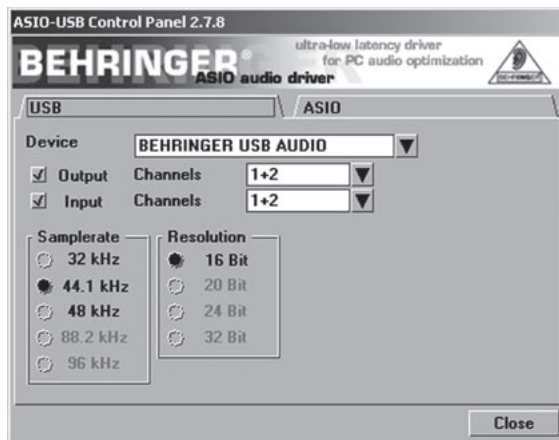 ASIO-USB Control Panel 2.7.8
BEHRINGER®
ultra-low latency driver
for PC audio optimization
ASIO audio driver
BEHRINGER
USB
ASIO
Device
BEHRINGER USB AUDIO
Output Channels 1+2
Input Channels 1+2
Samplerate
32 kHz
44.1 kHz
48 kHz
88.2 kHz
96 kHz
Resolution
16 Bit
20 Bit
24 Bit
32 Bit
Close